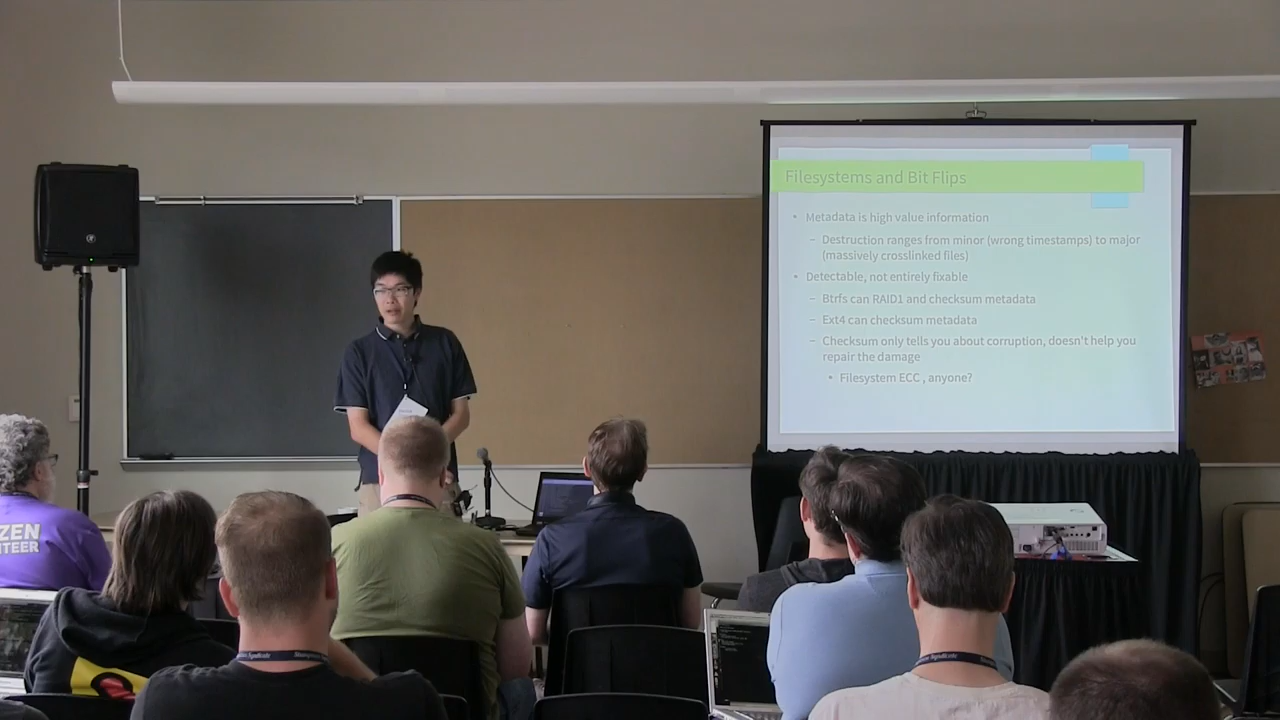 Filesystems and Bit Flips
• Metadata is high value information
– Destruction ranges from minor (wrong timestamps) to major
(massively crosslinked files)
• Detectable, not entirely fixable
– Btrfs can RAID1 and checksum metadata
– Ext4 can checksum metadata
– Checksum only tells you about corruption, doesn't help you
repair the damage
• Filesystem ECC , anyone?
ZEN
NTEER